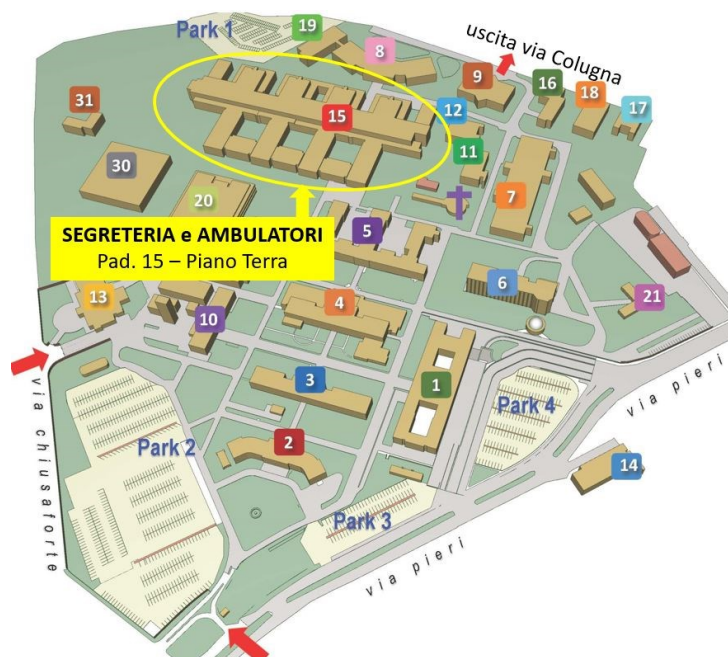 Park 1
19
8
uscita via Colugna
9
16
18
17
31
15
12
11
30
20
7
5
SEGRETERIA e AMBULATORI
Pad. 15 – Piano Terra
13
6
21
10
4
3
1
Park 4
via pieri
via chiusaforte
Park 2
2
14
Park 3
via pieri